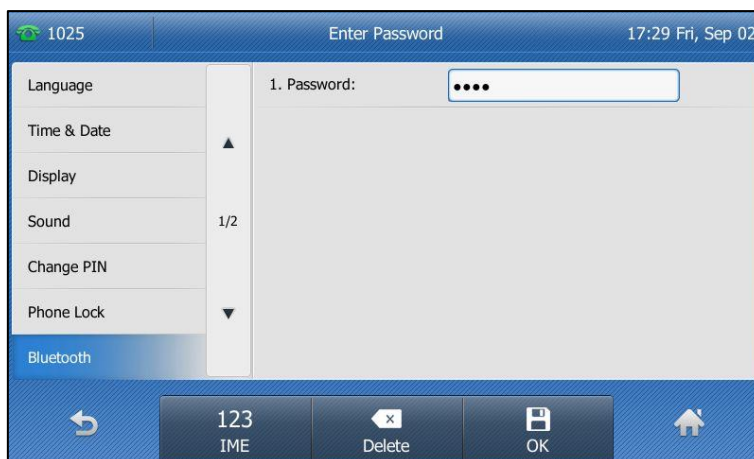 1025 Enter Password 17:29 Fri, Sep 02
Language
Time & Date
Display
Sound
Change PIN
Phone Lock
Bluetooth
1/2
1. Password: ••••
123
IME
Delete
OK